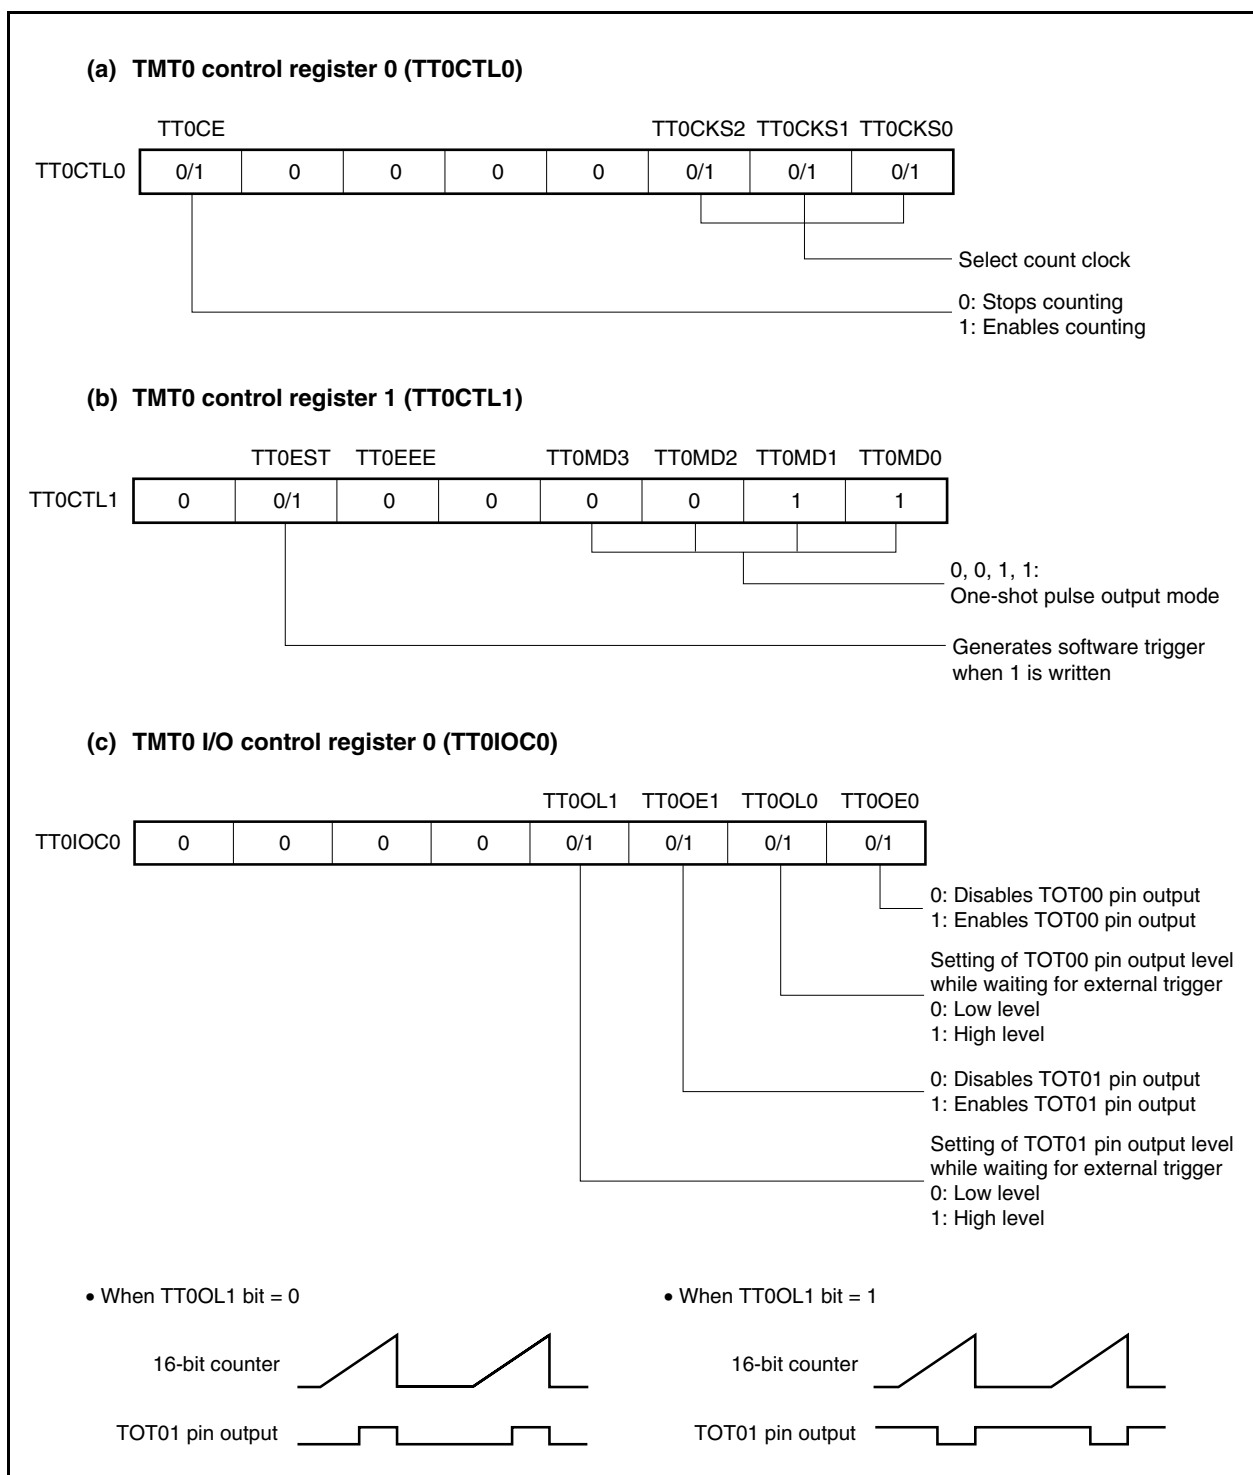 (a) TMT0 control register 0 (TT0CTL0)
TT0CE TT0CKS2 TT0CKS1 TT0CKS0
TT0CTL0 0/1 0 0 0 0 0/1 0/1 0/1
Select count clock
0: Stops counting
1: Enables counting
(b) TMT0 control register 1 (TT0CTL1)
TT0EST TT0EEE TT0MD3 TT0MD2 TT0MD1 TT0MD0
TT0CTL1 0 0/1 0 0 0 0 1 1
0, 0, 1, 1:
One-shot pulse output mode
Generates software trigger
when 1 is written
(c) TMT0 I/O control register 0 (TT0IOC0)
TT0OL1 TT0OE1 TT0OL0 TT0OE0
TT0IOC0 0 0 0 0 0/1 0/1 0/1 0/1
0: Disables TOT00 pin output
1: Enables TOT00 pin output
Setting of TOT00 pin output level
while waiting for external trigger
0: Low level
1: High level
0: Disables TOT01 pin output
1: Enables TOT01 pin output
Setting of TOT01 pin output level
while waiting for external trigger
0: Low level
1: High level
• When TT0OL1 bit = 0
16-bit counter
TOT01 pin output
• When TT0OL1 bit = 1
16-bit counter
TOT01 pin output